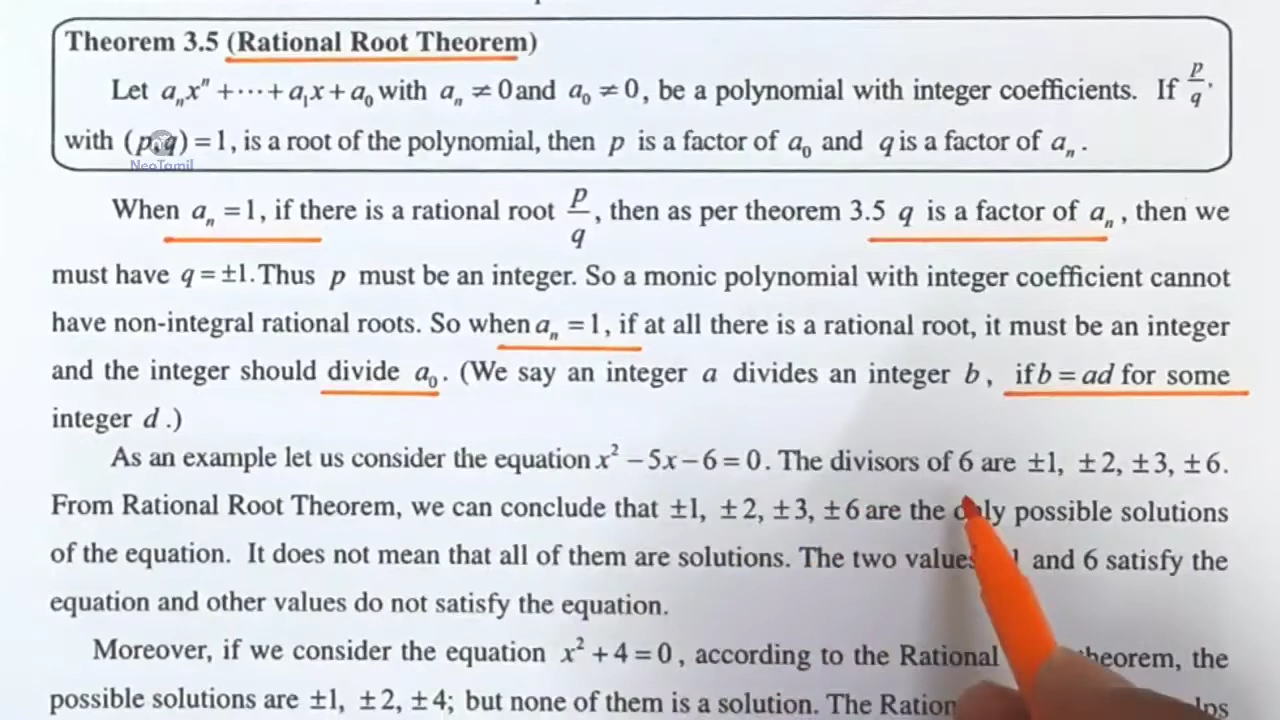 Theorem 3.5 (Rational Root Theorem)
Let aₙxⁿ + ··· + a₁x + a₀ with aₙ ≠ 0 and a₀ ≠ 0, be a polynomial with integer coefficients. If p/q,
with (p, q) = 1, is a root of the polynomial, then p is a factor of a₀ and q is a factor of aₙ.
NeoTamil
When aₙ = 1, if there is a rational root p/q, then as per theorem 3.5 q is a factor of aₙ, then we
must have q = ±1. Thus p must be an integer. So a monic polynomial with integer coefficient cannot
have non-integral rational roots. So when aₙ = 1, if at all there is a rational root, it must be an integer
and the integer should divide a₀. (We say an integer a divides an integer b, if b = ad for some
integer d.)
As an example let us consider the equation x² − 5x − 6 = 0. The divisors of 6 are ±1, ±2, ±3, ±6.
From Rational Root Theorem, we can conclude that ±1, ±2, ±3, ±6 are the only possible solutions
of the equation. It does not mean that all of them are solutions. The two values 1 and 6 satisfy the
equation and other values do not satisfy the equation.
Moreover, if we consider the equation x² + 4 = 0, according to the Rational theorem, the
possible solutions are ±1, ±2, ±4; but none of them is a solution. The